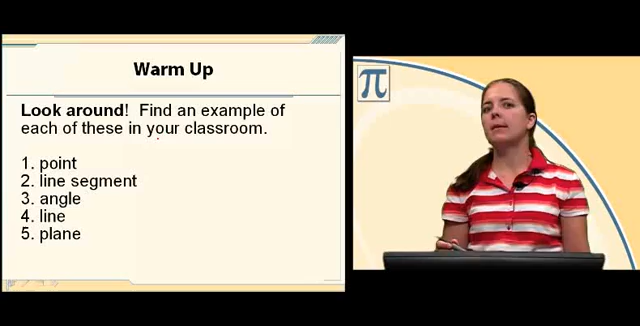 Warm Up
Look around! Find an example of
each of these in your classroom.
1. point
2. line segment
3. angle
4. line
5. plane
π